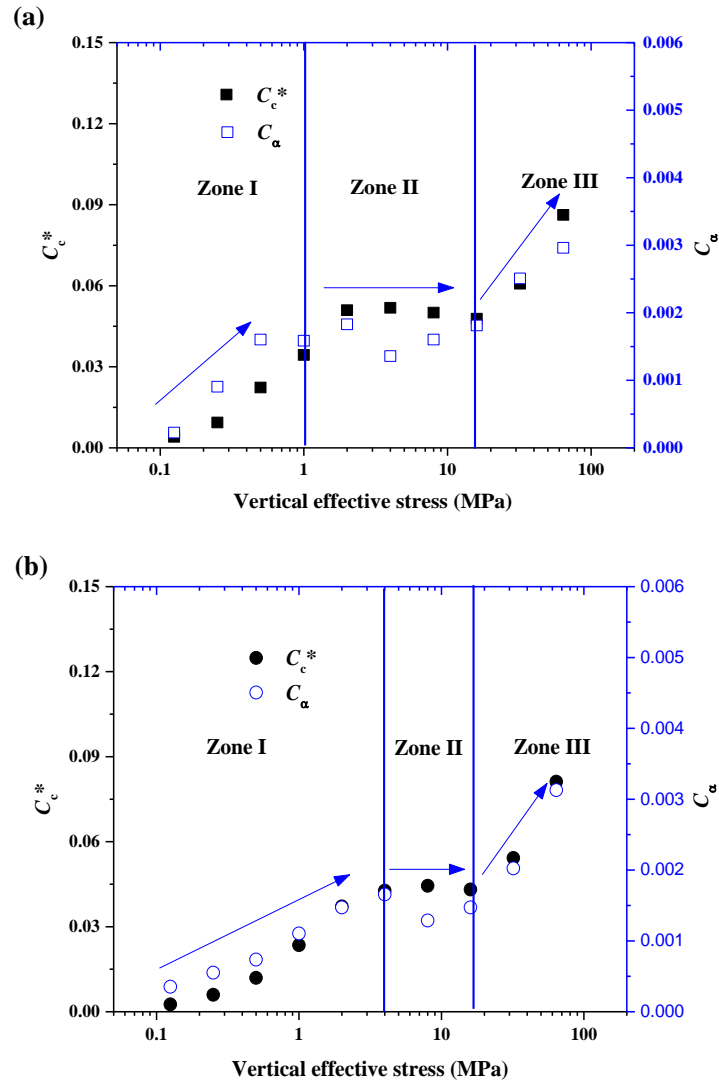 (a)
0.15
0.12
0.09
0.06
0.03
0.00
C_c*
C_c*
C_α
Zone I
Zone II
Zone III
0.006
0.005
0.004
0.003
0.002
0.001
0.000
C_α
0.1
1
10
100
Vertical effective stress (MPa)
(b)
0.15
0.12
0.09
0.06
0.03
0.00
C_c*
C_c*
C_α
Zone I
Zone II
Zone III
0.006
0.005
0.004
0.003
0.002
0.001
0.000
C_α
0.1
1
10
100
Vertical effective stress (MPa)